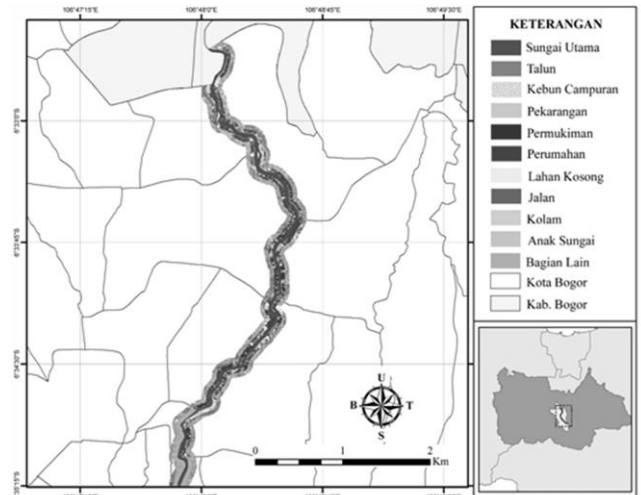 106°47'15"E 106°48'0"E 106°48'45"E 106°49'30"E
KETERANGAN
Sungai Utama
Talun
Kebun Campuran
Pekarangan
Permukiman
Perumahan
Lahan Kosong
Jalan
Kolam
Anak Sungai
Bagian Lain
Kota Bogor
Kab. Bogor
6°33'0"S
6°33'45"S
6°34'30"S
35'15"S
U
B T
S
0 1 2
Km